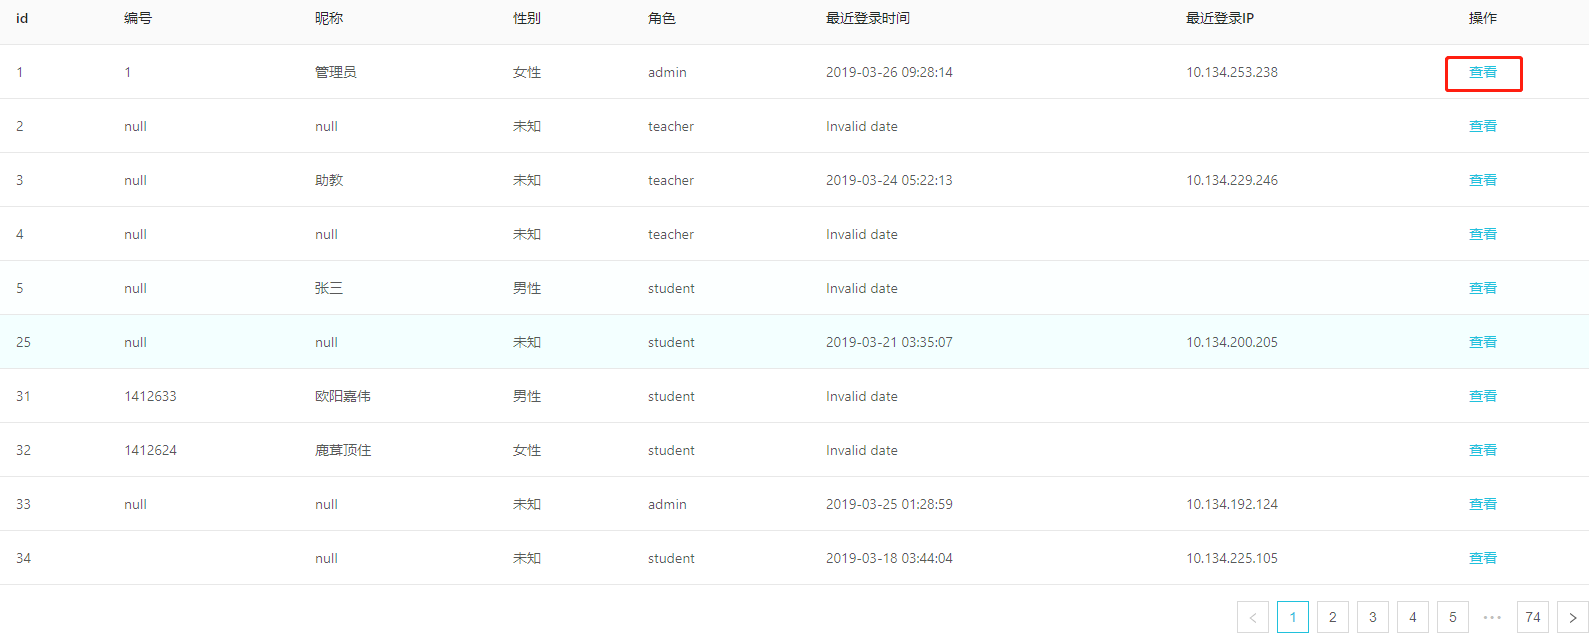 id 编号 昵称 性别 角色 最近登录时间 最近登录IP 操作
1 1 管理员 女性 admin 2019-03-26 09:28:14 10.134.253.238 查看
2 null null 未知 teacher Invalid date 查看
3 null 助教 未知 teacher 2019-03-24 05:22:13 10.134.229.246 查看
4 null null 未知 teacher Invalid date 查看
5 null 张三 男性 student Invalid date 查看
25 null null 未知 student 2019-03-21 03:35:07 10.134.200.205 查看
31 1412633 欧阳嘉伟 男性 student Invalid date 查看
32 1412624 鹿茸顶住 女性 student Invalid date 查看
33 null null 未知 admin 2019-03-25 01:28:59 10.134.192.124 查看
34 null 未知 student 2019-03-18 03:44:04 10.134.225.105 查看
< 1 2 3 4 5 ••• 74 >